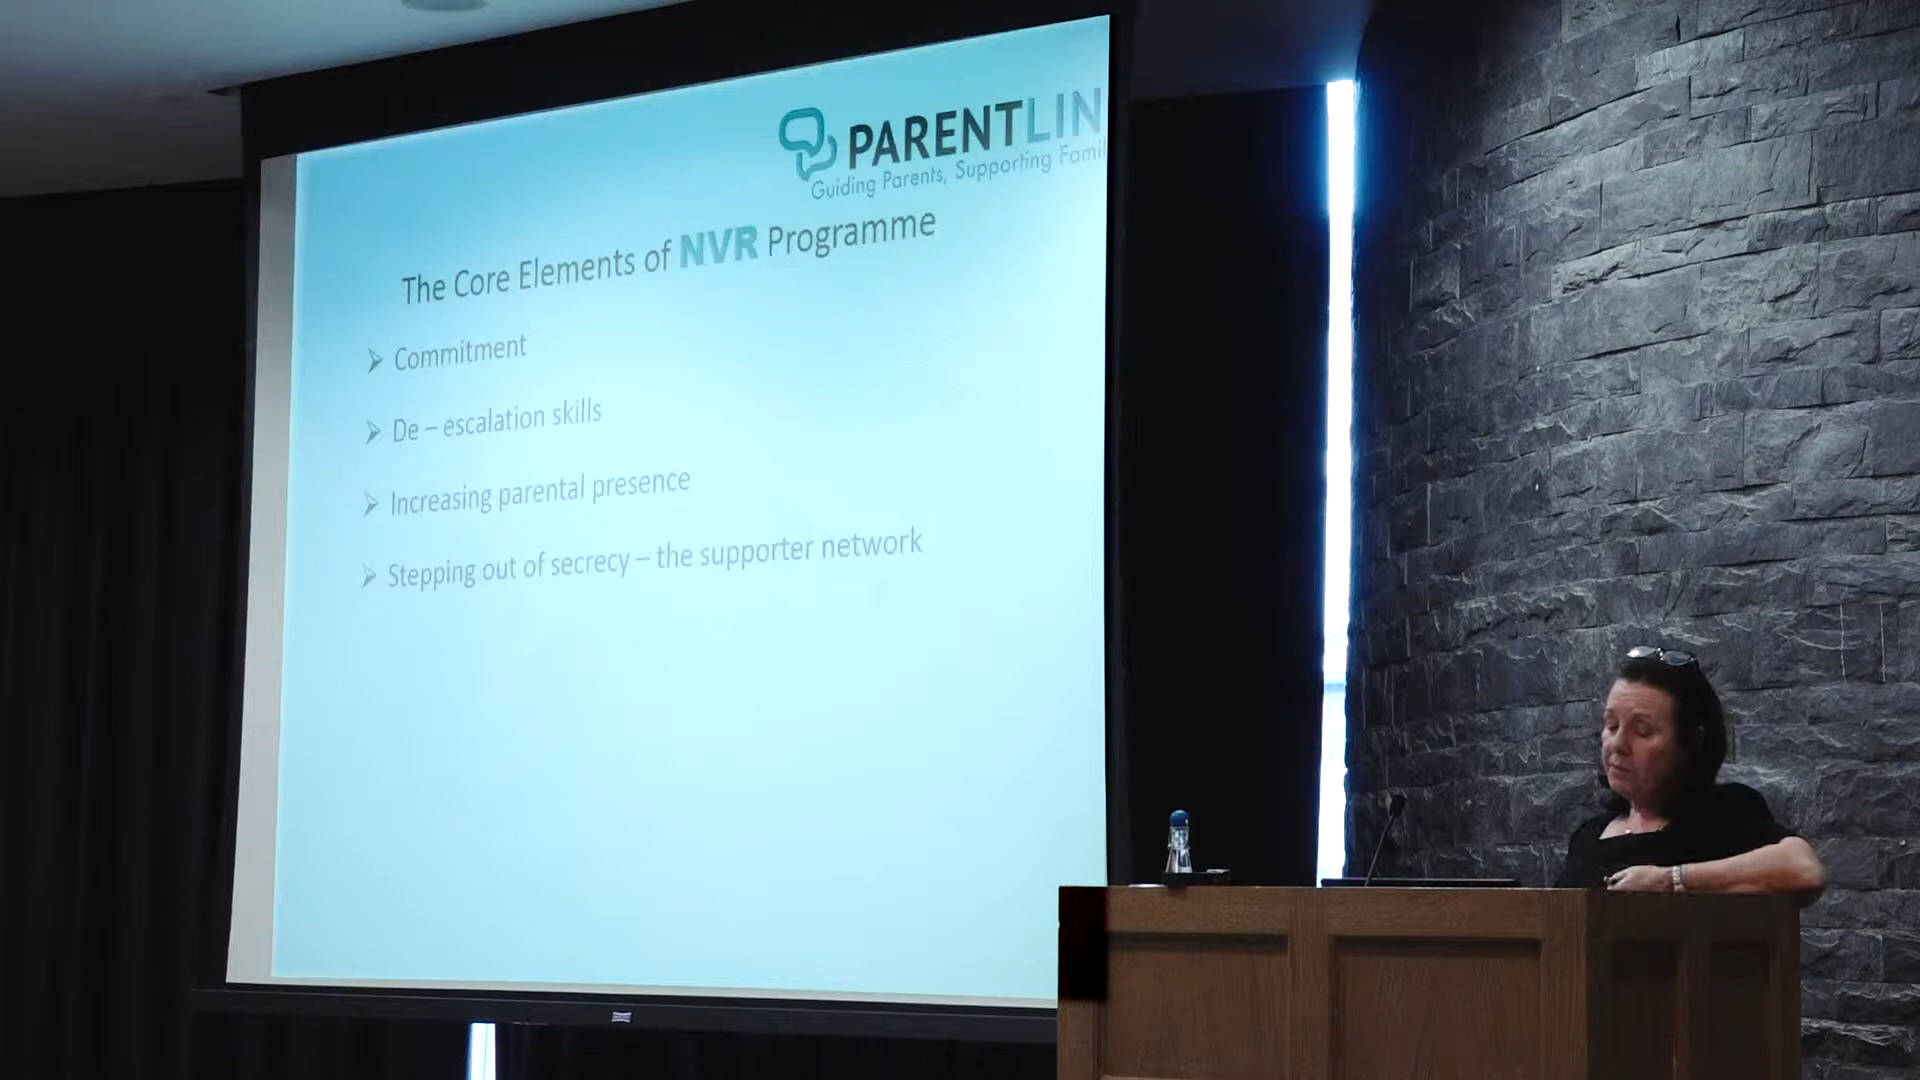 PARENTLIN
Guiding Parents, Supporting Famil
The Core Elements of NVR Programme
Commitment
De – escalation skills
Increasing parental presence
Stepping out of secrecy – the supporter network